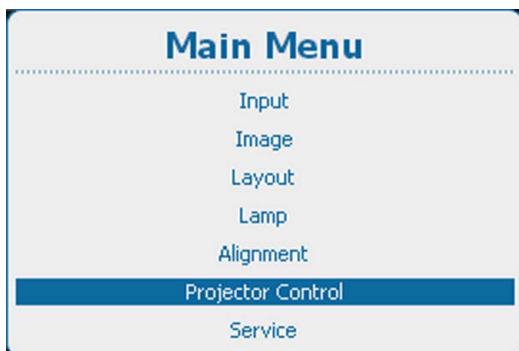 Main Menu
Input
Image
Layout
Lamp
Alignment
Projector Control
Service